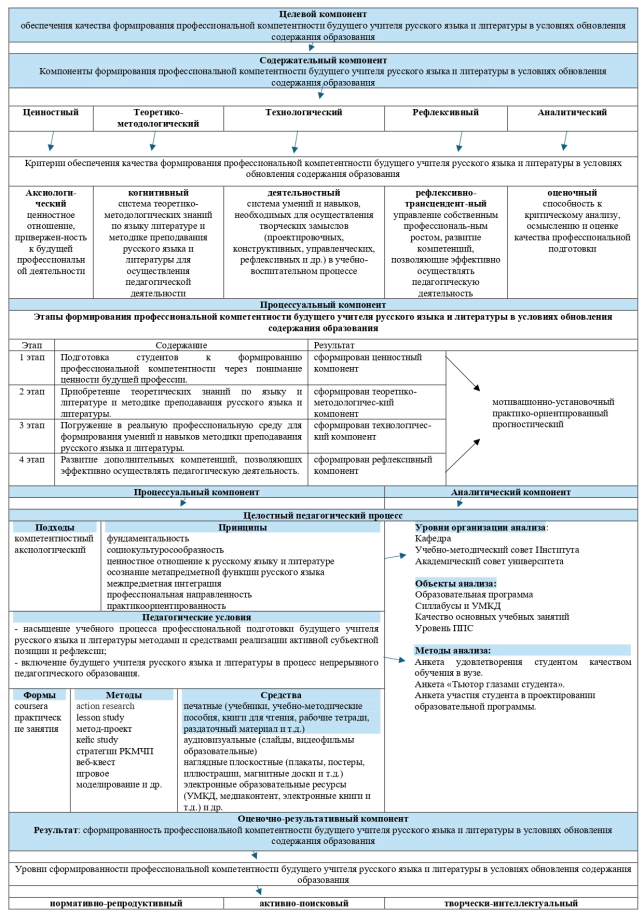 Целевой компонент
обеспечения качества формирования профессиональной компетентности будущего учителя русского языка и литературы в условиях обновления
содержания образования
Содержательный компонент
Компоненты формирования профессиональной компетентности будущего учителя русского языка и литературы в условиях обновления
содержания образования
Ценностный
Теоретико-
методологический
Технологический
Рефлексивный
Аналитический
Критерии обеспечения качества формирования профессиональной компетентности будущего учителя русского языка и литературы в условиях
обновления содержания образования
Аксиологи-
ческий
ценностное
отношение,
привержен-ность
к будущей
профессиональн
ой деятельности
когнитивный
система теоретико-
методологических знаний
по языку литературе и
методике преподавания
русского языка и
литературы для
осуществления
педагогической
деятельности
деятельностный
система умений и навыков,
необходимых для осуществления
творческих замыслов
(проектировочных,
конструктивных, управленческих,
рефлексивных и др.) в учебно-
воспитательном процессе
рефлексивно-
трансцендент-ный
управление собственным
профессиональ-ным
ростом, развитие
компетенций,
позволяющие эффективно
осуществлять
педагогическую
деятельность
оценочный
способность к
критическому анализу,
осмыслению и оценке
качества профессиональной
подготовки
Процессуальный компонент
Этапы формирования профессиональной компетентности будущего учителя русского языка и литературы в условиях обновления
содержания образования
Этап
Содержание
Результат
1 этап
Подготовка студентов к формированию
профессиональной компетентности через понимание
ценности будущей профессии.
сформирован ценностный
компонент
2 этап
Приобретение теоретических знаний по языку и
литературе и методике преподавания русского языка и
литературы.
сформирован теоретико-
методологичес-кий
компонент
3 этап
Погружение в реальную профессиональную среду для
формирования умений и навыков методики преподавания
русского языка и литературы.
сформирован технологичес-
кий компонент
4 этап
Развитие дополнительных компетенций, позволяющих
эффективно осуществлять педагогическую деятельность.
сформирован рефлексивный
компонент
мотивационно-установочный
практико-ориентированный
прогностический
Процессуальный компонент
Аналитический компонент
Целостный педагогический процесс
Подходы
компетентностный
аксиологический
Принципы
фундаментальность
социокультуросообразность
ценностное отношение к русскому языку и литературе
осознание метапредметной функции русского языка
межпредметная интеграция
профессиональная направленность
практикоориентированность
Педагогические условия
- насыщение учебного процесса профессиональной подготовки будущего учителя
русского языка и литературы методами и средствами реализации активной субъектной
позиции и рефлексии;
- включение будущего учителя русского языка и литературы в процесс непрерывного
педагогического образования.
Формы
coursera
практическ
ие занятия
Методы
action research
lesson study
метод-проект
кейс study
стратегии РКМЧП
веб-квест
игровое
моделирование и др.
Средства
печатные (учебники, учебно-методические
пособия, книги для чтения, рабочие тетради,
раздаточный материал и т.д.)
аудиовизуальные (слайды, видеофильмы
образовательные)
наглядные плоскостные (плакаты, постеры,
иллюстрации, магнитные доски и т.д.)
электронные образовательные ресурсы
(УМКД, медиаконтент, электронные книги и
т.д.) и др.
Уровни организации анализа:
Кафедра
Учебно-методический совет Института
Академический совет университета
Объекты анализа:
Образовательная программа
Силлабусы и УМКД
Качество основных учебных занятий
Уровень ППС
Методы анализа:
Анкета удовлетворения студентом качеством
обучения в вузе.
Анкета «Тьютор глазами студента».
Анкета участия студента в проектировании
образовательной программы.
Оценочно-результативный компонент
Результат: сформированность профессиональной компетентности будущего учителя русского языка и литературы в условиях обновления
содержания образования
Уровни сформированности профессиональной компетентности будущего учителя русского языка и литературы в условиях обновления содержания
образования
нормативно-репродуктивный
активно-поисковый
творчески-интеллектуальный